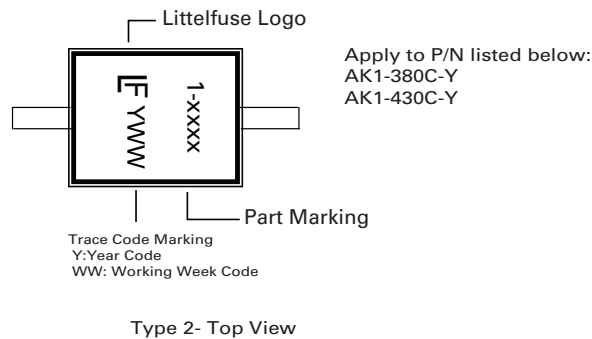 Littelfuse Logo
Apply to P/N listed below:
AK1-380C-Y
AK1-430C-Y
LF YWW
1-xxxx
Part Marking
Trace Code Marking
Y:Year Code
WW: Working Week Code
Type 2- Top View